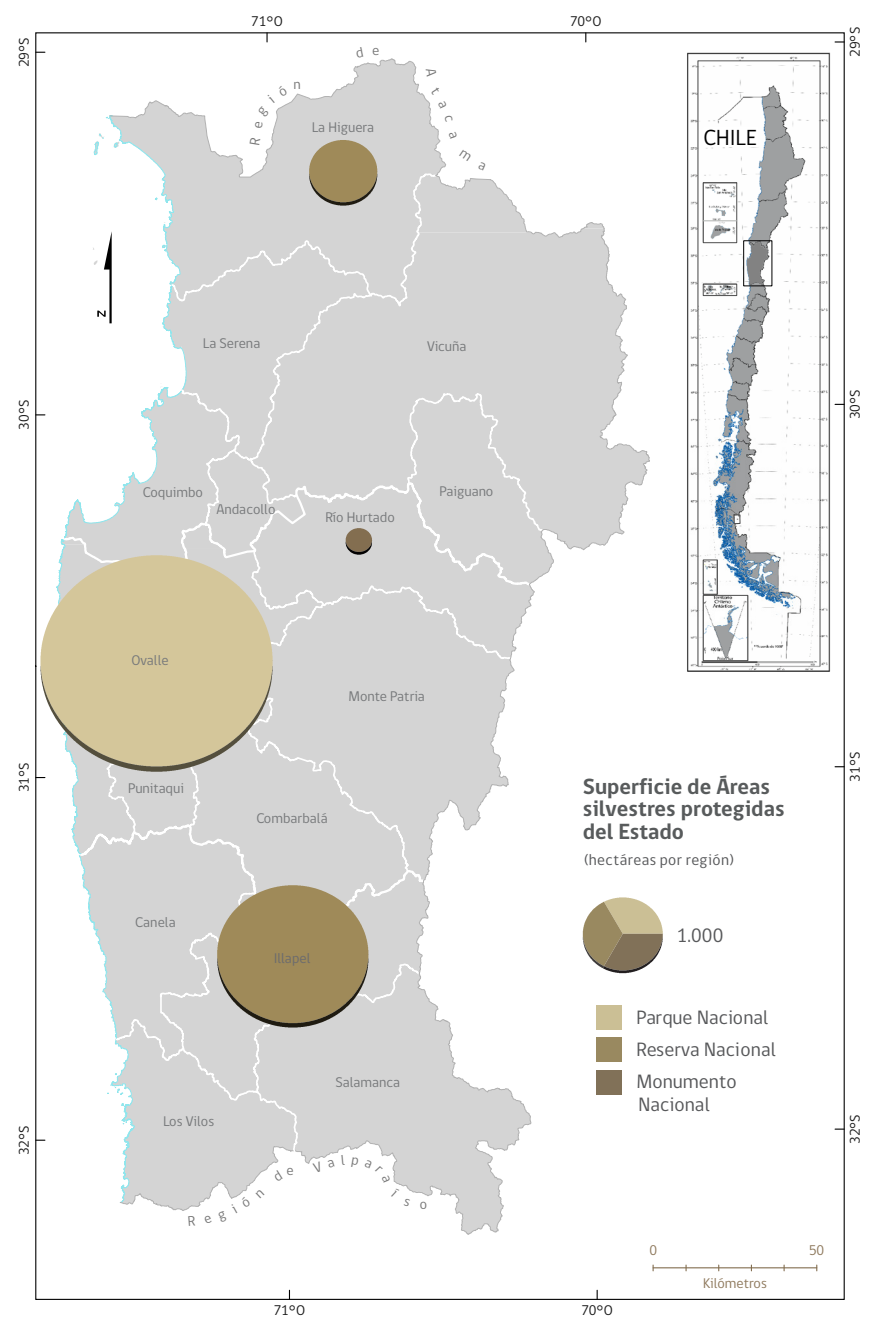 71°O
70°O
29°S
29°S
Región de Atacama
La Higuera
CHILE
La Serena
Vicuña
N
30°S
30°S
Coquimbo
Andacollo
Paiguano
Río Hurtado
Ovalle
Monte Patria
31°S
31°S
Punitaqui
Combarbalá
Superficie de Áreas
silvestres protegidas
del Estado
(hectáreas por región)
1.000
Canela
Illapel
Parque Nacional
Reserva Nacional
Monumento
Nacional
Salamanca
Los Vilos
32°S
32°S
Región de Valparaíso
0
50
Kilómetros
71°O
70°O